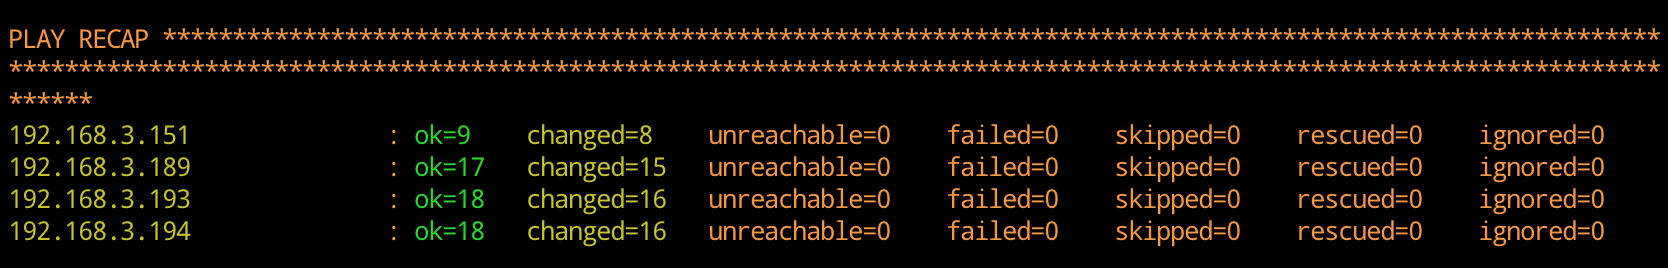 PLAY RECAP ***********************************************************************************************************
**********************************************************************************************************************
******
192.168.3.151              : ok=9    changed=8    unreachable=0    failed=0    skipped=0    rescued=0    ignored=0
192.168.3.189              : ok=17   changed=15   unreachable=0    failed=0    skipped=0    rescued=0    ignored=0
192.168.3.193              : ok=18   changed=16   unreachable=0    failed=0    skipped=0    rescued=0    ignored=0
192.168.3.194              : ok=18   changed=16   unreachable=0    failed=0    skipped=0    rescued=0    ignored=0